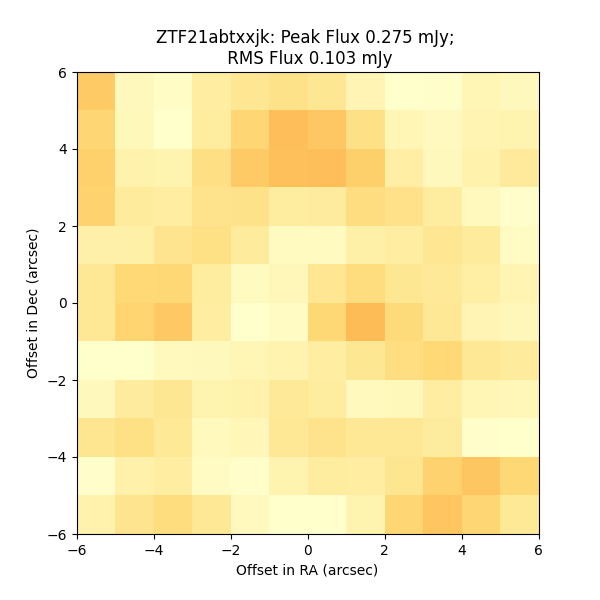 ZTF21abtxxjk: Peak Flux 0.275 mJy;
RMS Flux 0.103 mJy
6
4
2
0
−2
−4
−6
Offset in Dec (arcsec)
−6 −4 −2 0 2 4 6
Offset in RA (arcsec)